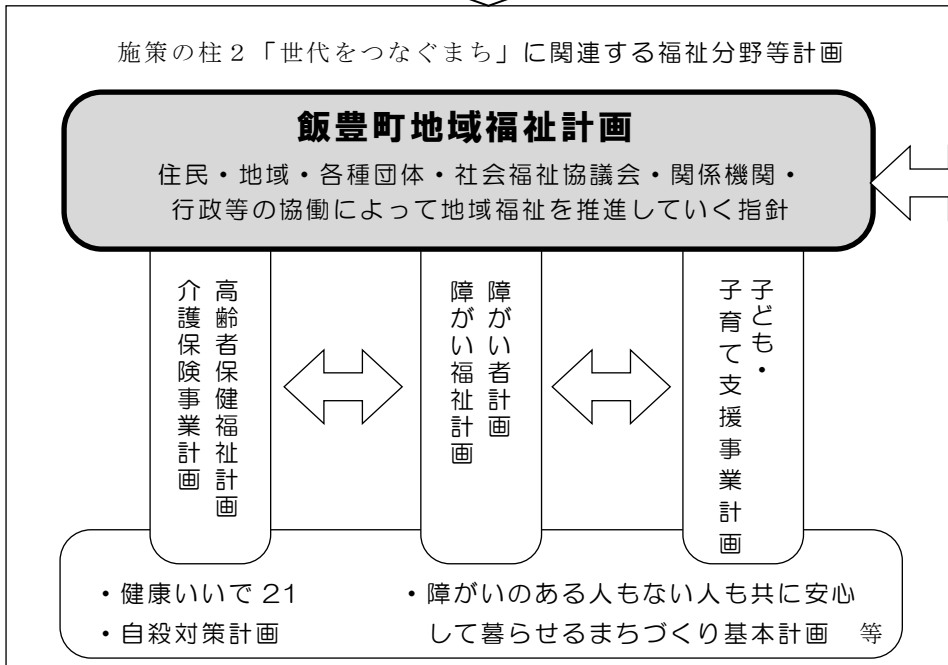 施策の柱2「世代をつなぐまち」に関連する福祉分野等計画
飯豊町地域福祉計画
住民・地域・各種団体・社会福祉協議会・関係機関・
行政等の協働によって地域福祉を推進していく指針
高齢者保健福祉計画
介護保険事業計画
障がい者計画
障がい福祉計画
子ども・
子育て支援事業計画
・健康いいで 21
・自殺対策計画
・障がいのある人もない人も共に安心
して暮らせるまちづくり基本計画 等